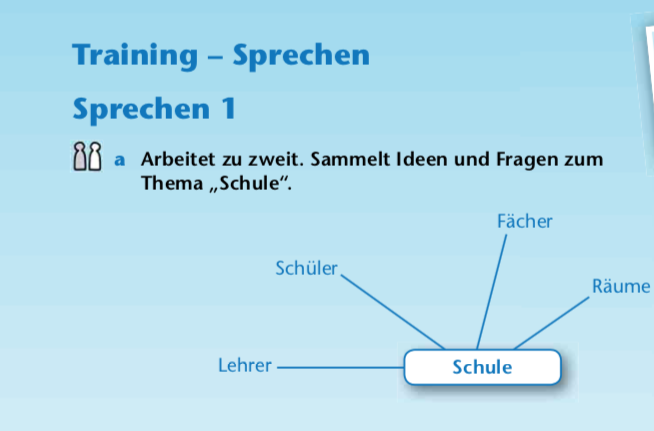 Training – Sprechen
Sprechen 1
a Arbeitet zu zweit. Sammelt Ideen und Fragen zum
Thema „Schule“.
Fächer
Schüler
Räume
Lehrer
Schule